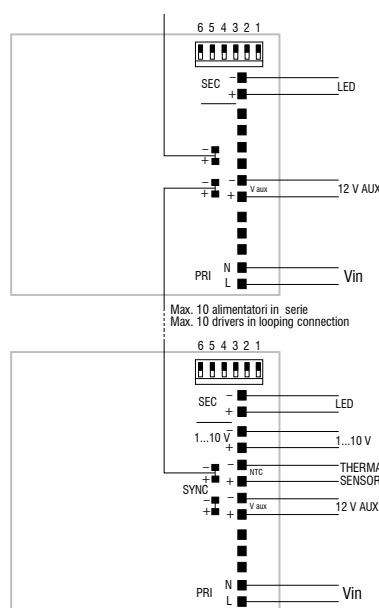 6 5 4 3 2 1
SEC
–
+
LED
–
+
–
+
–
+
V aux
12 V AUX
N
PRI
L
Vin
Max. 10 alimentatori in serie
Max. 10 drivers in looping connection
6 5 4 3 2 1
SEC
–
+
LED
1...10 V
–
+
1...10 V
–
+
SYNC
–
+
NTC
THERMA
SENSOR
–
+
–
+
V aux
12 V AUX
N
PRI
L
Vin